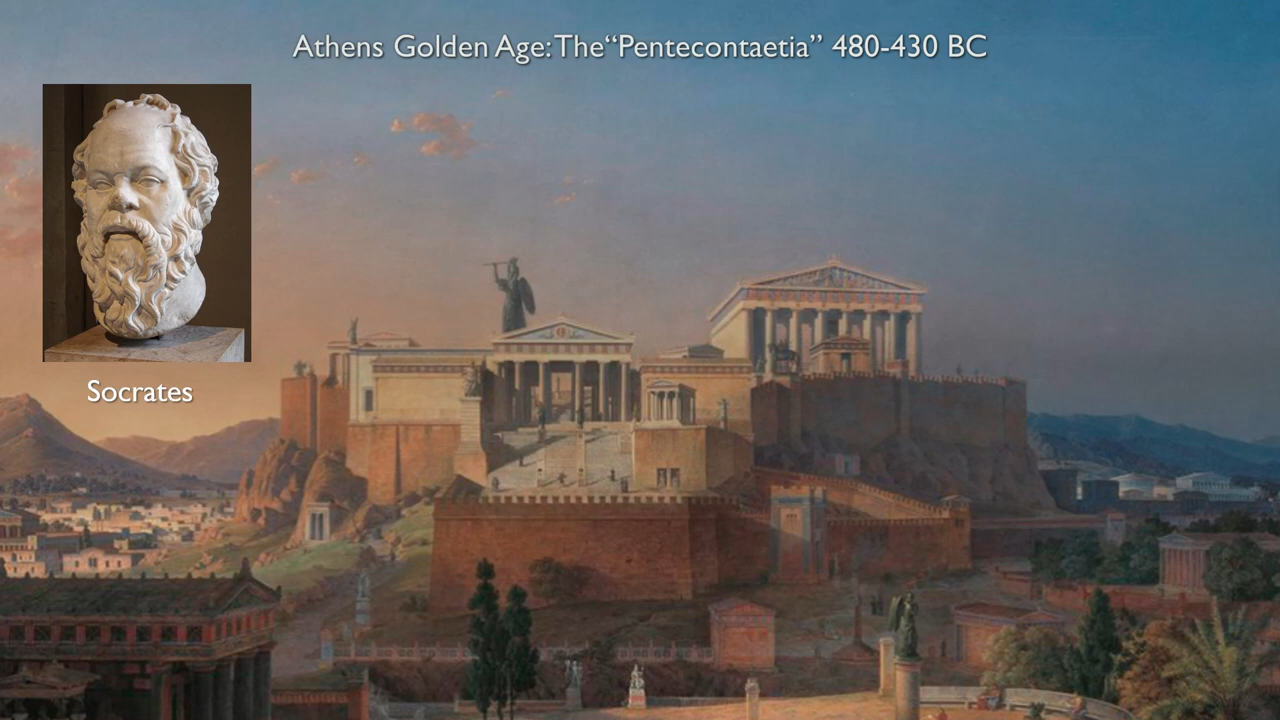 Athens Golden Age: The “Pentecontaetia” 480-430 BC
Socrates